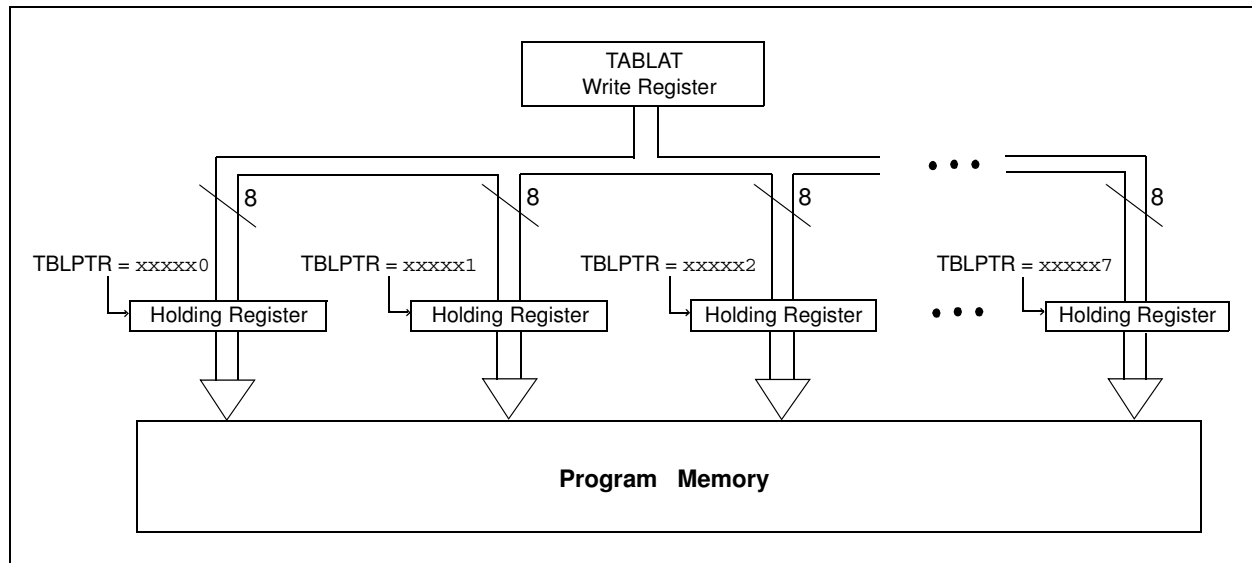 TABLAT
Write Register
8 8 8 8
TBLPTR = xxxxx0 TBLPTR = xxxxx1 TBLPTR = xxxxx2 TBLPTR = xxxxx7
Holding Register Holding Register Holding Register Holding Register
Program Memory